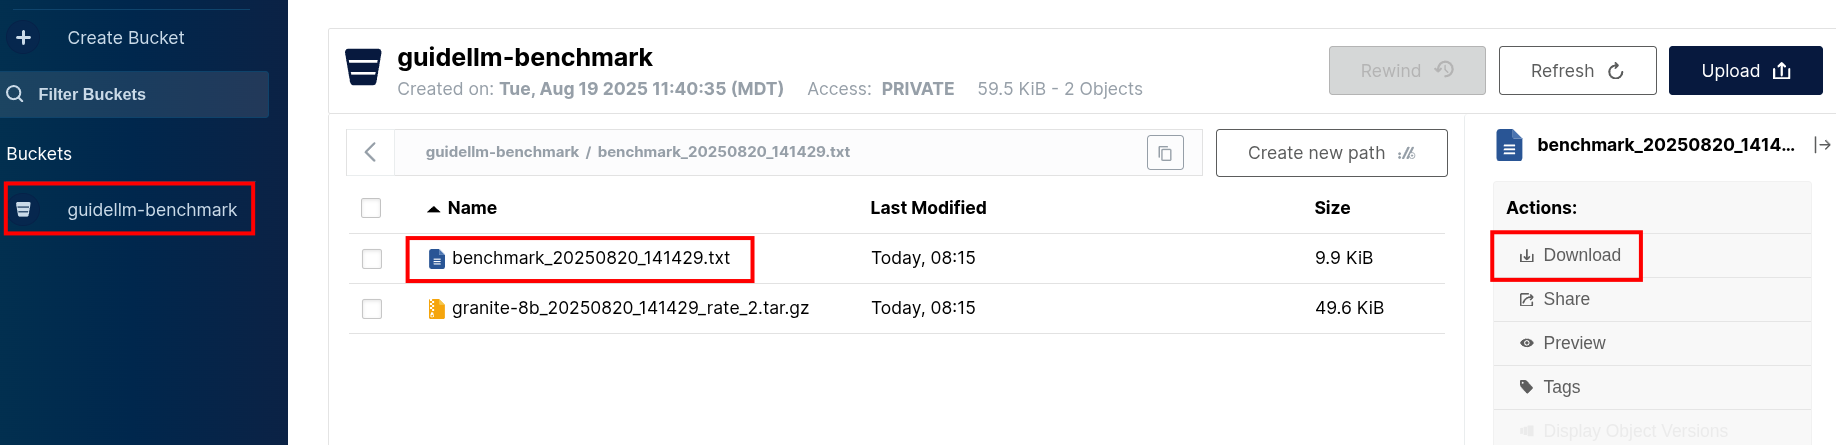 Create Bucket
Filter Buckets
Buckets
guidellm-benchmark
guidellm-benchmark
Created on: Tue, Aug 19 2025 11:40:35 (MDT) Access: PRIVATE 59.5 KiB - 2 Objects
Rewind
Refresh
Upload
guidellm-benchmark / benchmark_20250820_141429.txt
Create new path
Name Last Modified Size
benchmark_20250820_141429.txt Today, 08:15 9.9 KiB
granite-8b_20250820_141429_rate_2.tar.gz Today, 08:15 49.6 KiB
benchmark_20250820_1414...
Actions:
Download
Share
Preview
Tags
Display Object Versions